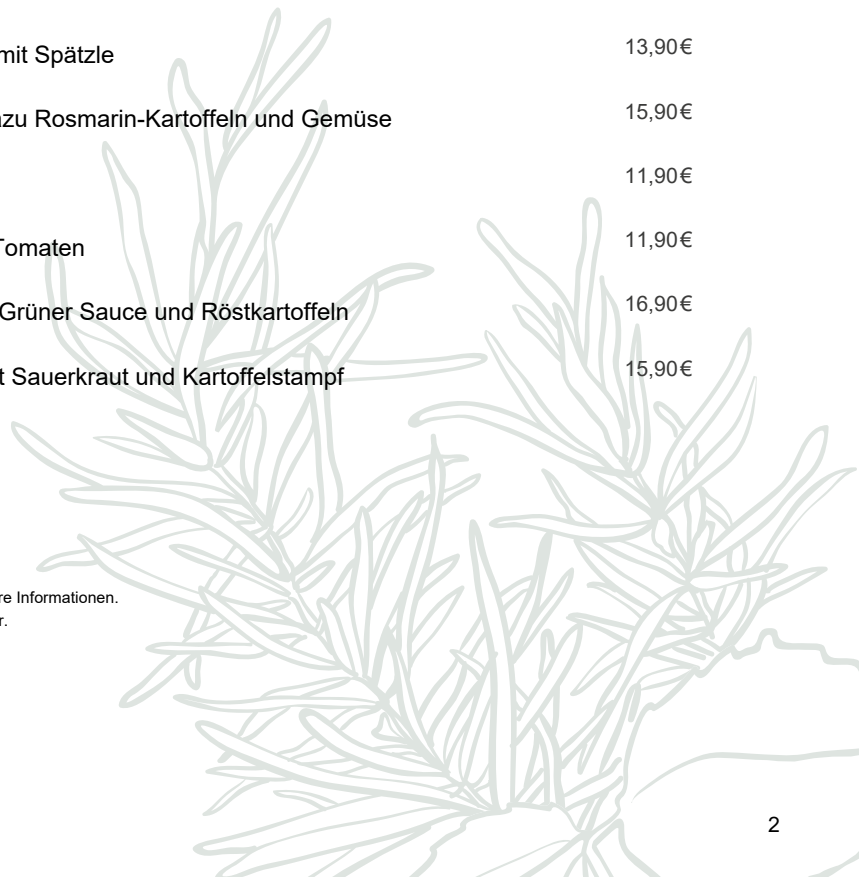 mit Spätzle 13,90€
zu Rosmarin-Kartoffeln und Gemüse 15,90€
11,90€
Tomaten 11,90€
Grüner Sauce und Röstkartoffeln 16,90€
t Sauerkraut und Kartoffelstampf 15,90€
re Informationen.
r.
2